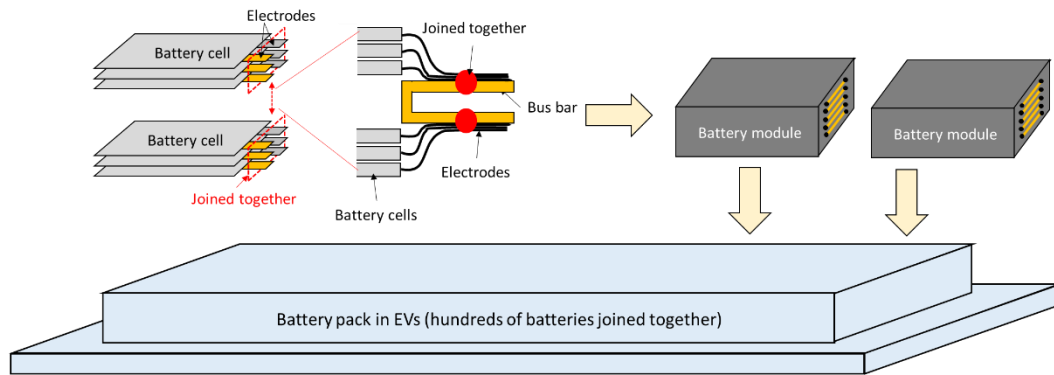 Electrodes
Battery cell
Battery cell
Joined together
Joined together
Bus bar
Electrodes
Battery cells
Battery module
Battery module
Battery pack in EVs (hundreds of batteries joined together)